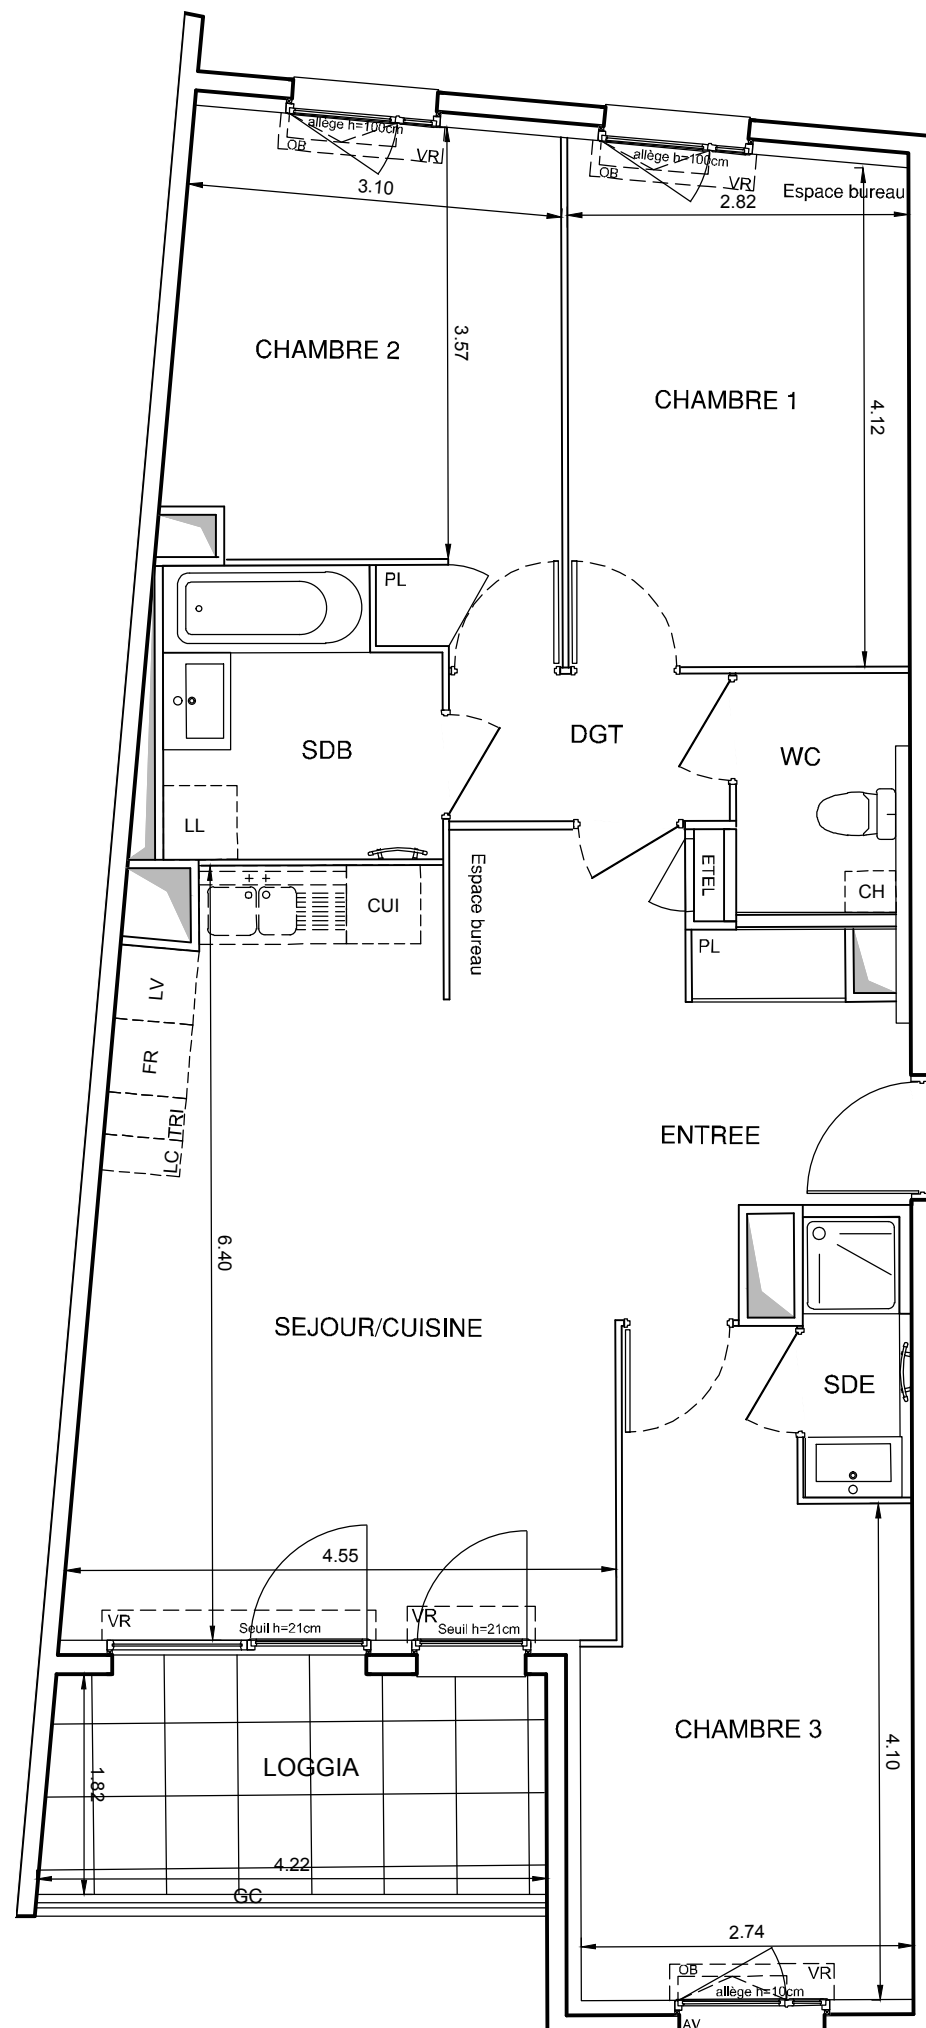 allège h=100cm
OB
VR
3.10
allège h=100cm
OB
VR
Espace bureau
2.82
CHAMBRE 2
3.57
CHAMBRE 1
4.12
PL
SDB
DGT
WC
LL
Espace bureau
ETEL
CUI
CH
PL
LV
FR
TRI
LC
ENTREE
6.40
SEJOUR/CUISINE
SDE
4.55
VR
Seuil h=21cm
VR
Seuil h=21cm
CHAMBRE 3
4.10
LOGGIA
1.82
4.22
GC
2.74
OB
VR
allège h=10cm
AV